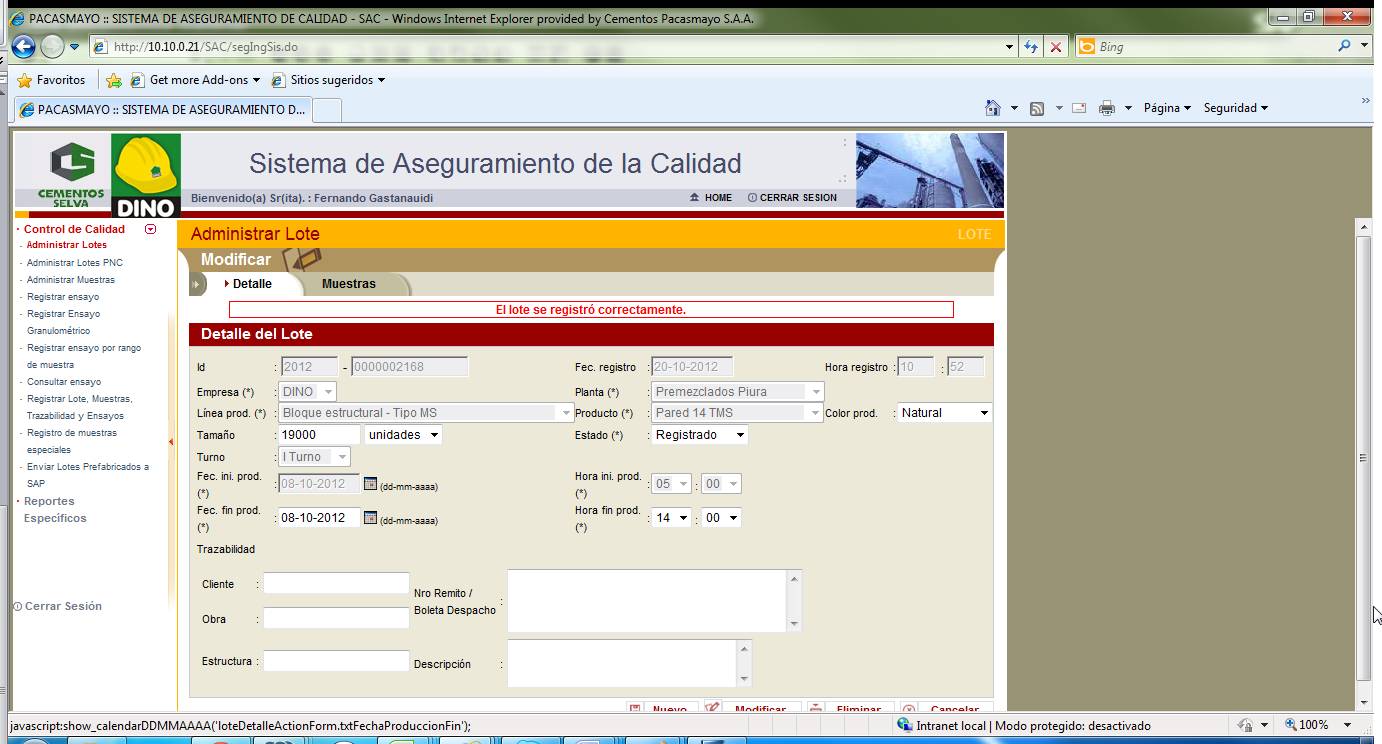 PACASMAYO :: SISTEMA DE ASEGURAMIENTO DE CALIDAD - SAC - Windows Internet Explorer provided by Cementos Pacasmayo S.A.A.
http://10.10.0.21/SAC/segIngSis.do
Bing
Favoritos
Get more Add-ons
Sitios sugeridos
PACASMAYO :: SISTEMA DE ASEGURAMIENTO D...
Página
Seguridad
CEMENTOS
SELVA
DINO
Sistema de Aseguramiento de la Calidad
Bienvenido(a) Sr(ita). : Fernando Gastanauidi
HOME
CERRAR SESION
Control de Calidad
- Administrar Lotes
- Administrar Lotes PNC
- Administrar Muestras
- Registrar ensayo
- Registrar Ensayo
Granulométrico
- Registrar ensayo por rango
de muestra
- Consultar ensayo
- Registrar Lote, Muestras,
Trazabilidad y Ensayos
- Registro de muestras
especiales
- Enviar Lotes Prefabricados a
SAP
Reportes
Específicos
Cerrar Sesión
Administrar Lote
LOTE
Modificar
Detalle
Muestras
El lote se registró correctamente.
Detalle del Lote
Id : 2012 - 0000002168 Fec. registro : 20-10-2012 Hora registro : 10 : 52
Empresa (*) : DINO Planta (*) : Premezclados Piura
Línea prod. (*) : Bloque estructural - Tipo MS Producto (*) : Pared 14 TMS Color prod. : Natural
Tamaño : 19000 unidades Estado (*) : Registrado
Turno : I Turno
Fec. ini. prod. (*) : 08-10-2012 (dd-mm-aaaa) Hora ini. prod. (*) : 05 : 00
Fec. fin prod. (*) : 08-10-2012 (dd-mm-aaaa) Hora fin prod. (*) : 14 : 00
Trazabilidad
Cliente :
Nro Remito /
Boleta Despacho :
Obra :
Estructura :
Descripción :
Nuevo
Modificar
Eliminar
Cancelar
javascript:show_calendarDDMMAAAA('loteDetalleActionForm.txtFechaProduccionFin');
Intranet local | Modo protegido: desactivado
100%